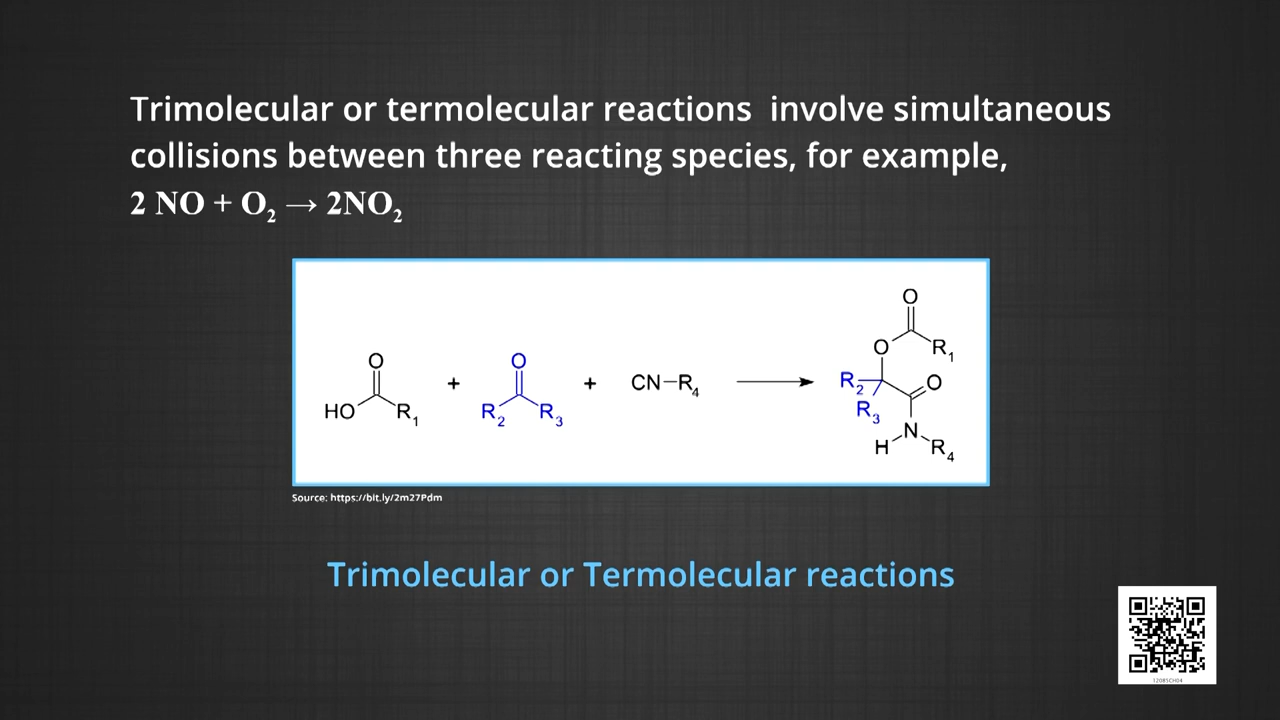 Trimolecular or termolecular reactions involve simultaneous
collisions between three reacting species, for example,
2 NO + O₂ → 2NO₂
O
HO
R₁
+
O
R₂
R₃
+
CN–R₄
O
O
R₁
R₂
O
R₃
N
H
R₄
Source: https://bit.ly/2m27Pdm
Trimolecular or Termolecular reactions
12085CH04